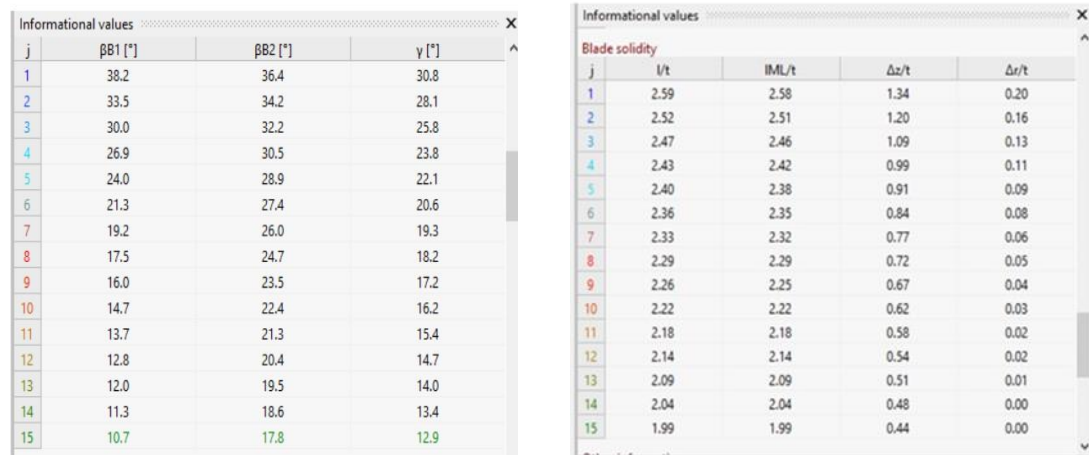 Informational values X
j βB1 [°] βB2 [°] γ [°]
1 38.2 36.4 30.8
2 33.5 34.2 28.1
3 30.0 32.2 25.8
4 26.9 30.5 23.8
5 24.0 28.9 22.1
6 21.3 27.4 20.6
7 19.2 26.0 19.3
8 17.5 24.7 18.2
9 16.0 23.5 17.2
10 14.7 22.4 16.2
11 13.7 21.3 15.4
12 12.8 20.4 14.7
13 12.0 19.5 14.0
14 11.3 18.6 13.4
15 10.7 17.8 12.9
Informational values X
Blade solidity
j l/t lML/t Δz/t Δr/t
1 2.59 2.58 1.34 0.20
2 2.52 2.51 1.20 0.16
3 2.47 2.46 1.09 0.13
4 2.43 2.42 0.99 0.11
5 2.40 2.38 0.91 0.09
6 2.36 2.35 0.84 0.08
7 2.33 2.32 0.77 0.06
8 2.29 2.29 0.72 0.05
9 2.26 2.25 0.67 0.04
10 2.22 2.22 0.62 0.03
11 2.18 2.18 0.58 0.02
12 2.14 2.14 0.54 0.02
13 2.09 2.09 0.51 0.01
14 2.04 2.04 0.48 0.00
15 1.99 1.99 0.44 0.00